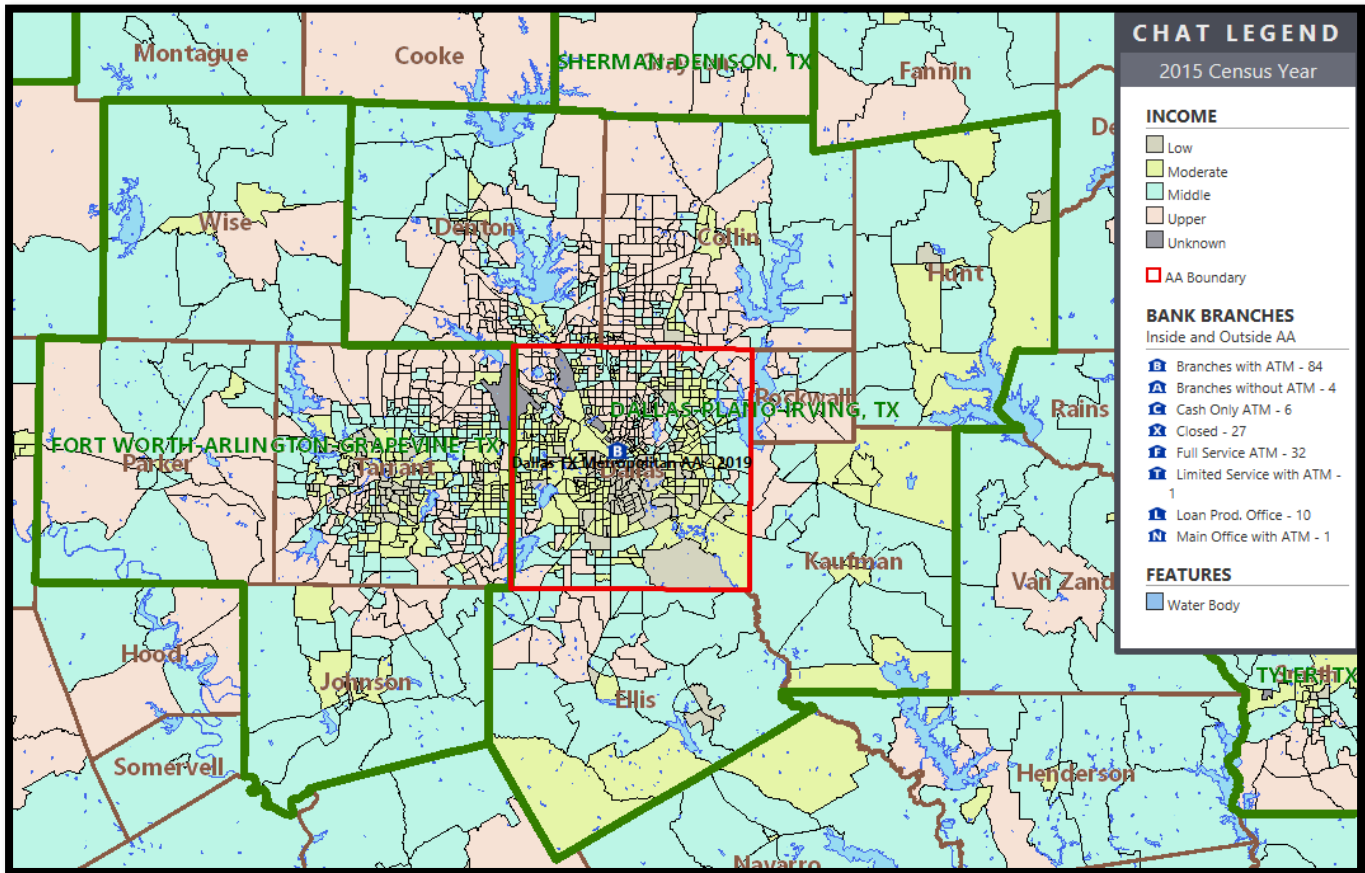 Montague
Cooke
SHERMAN-DENISON, TX
Fannin
Wise
Denton
Collin
Hunt
DALLAS-PLANO-IRVING, TX
Rockwall
Rains
FORT WORTH-ARLINGTON-GRAPEVINE, TX
Parker
Tarrant
B
Dallas TX Metropolitan AA - 2019
Dallas
Kaufman
Van Zand
Hood
Johnson
Ellis
TYLER, TX
Somervell
Henderson
Navarro
CHAT LEGEND
2015 Census Year
INCOME
Low
Moderate
Middle
Upper
Unknown
AA Boundary
BANK BRANCHES
Inside and Outside AA
B Branches with ATM - 84
A Branches without ATM - 4
C Cash Only ATM - 6
X Closed - 27
F Full Service ATM - 32
T Limited Service with ATM -
1
L Loan Prod. Office - 10
N Main Office with ATM - 1
FEATURES
Water Body